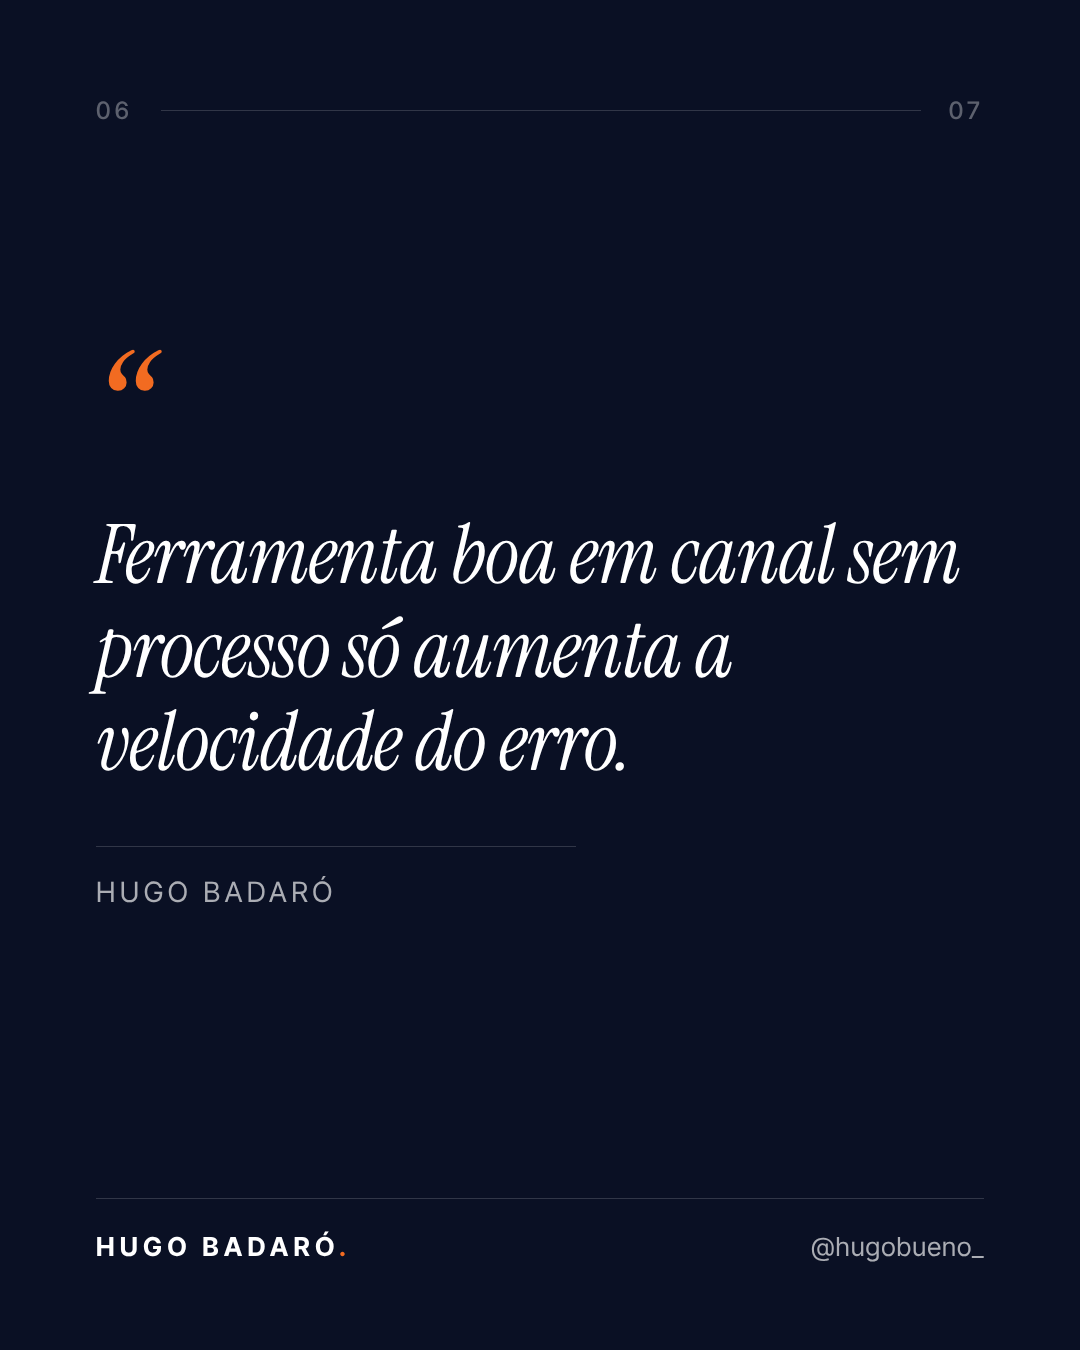 06 07
“
Ferramenta boa em canal sem
processo só aumenta a
velocidade do erro.
HUGO BADARÓ
HUGO BADARÓ. @hugobueno_